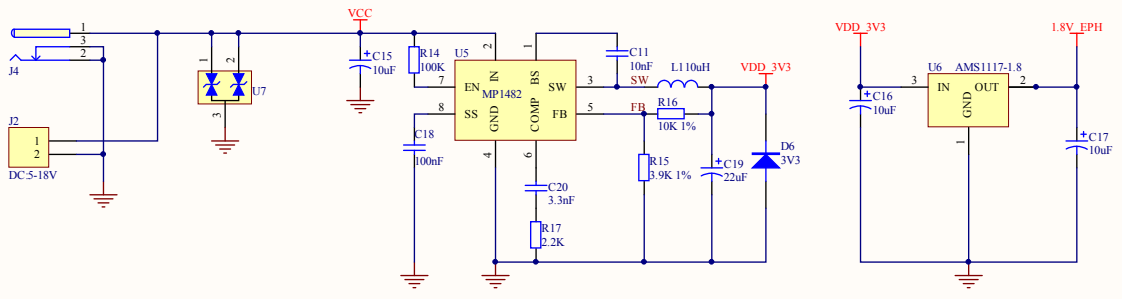 VCC
VDD_3V3
1.8V_EPH
1
3
2
J4
1
2
U7
3
C15
10uF
R14
100K
U5
2
IN
1
BS
7
EN
MP1482
SW
3
8
SS
FB
5
GND
COMP
4
6
C11
10nF
SW
L1 10uH
VDD_3V3
FB
R16
10K 1%
R15
3.9K 1%
C19
22uF
D6
3V3
C18
100nF
C20
3.3nF
R17
2.2K
J2
1
2
DC:5-18V
C16
10uF
U6
AMS1117-1.8
3
IN
OUT
2
GND
1
C17
10uF